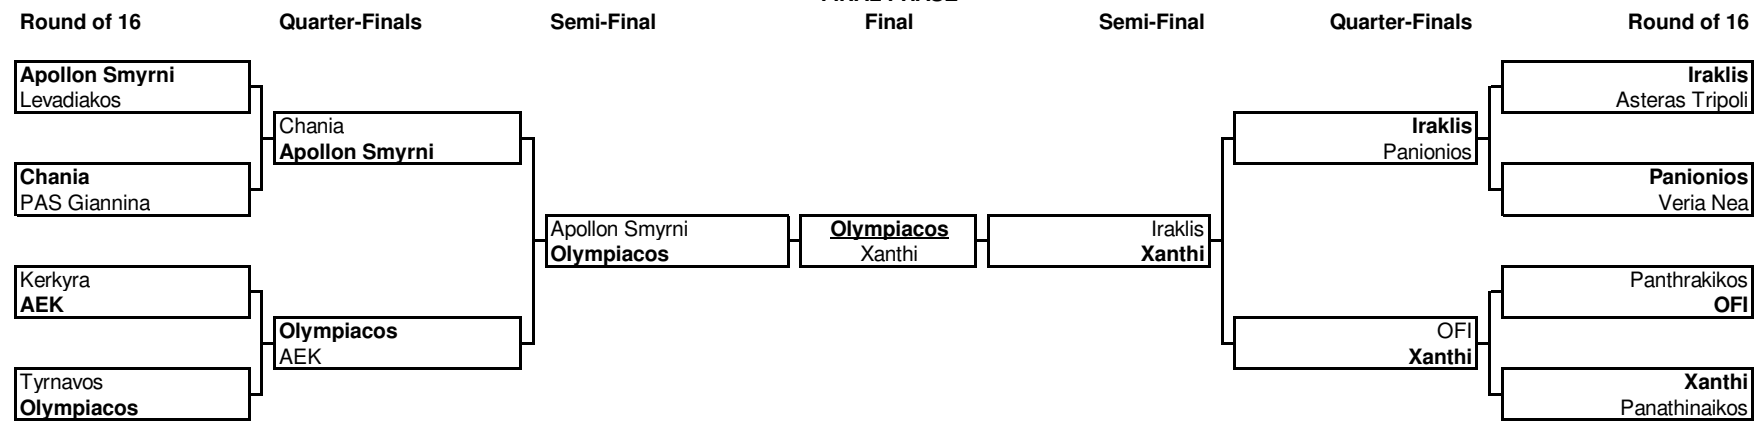 Round of 16 Quarter-Finals Semi-Final Final Semi-Final Quarter-Finals Round of 16
Apollon Smyrni
Levadiakos
Chania
PAS Giannina
Kerkyra
AEK
Tyrnavos
Olympiacos
Chania
Apollon Smyrni
Olympiacos
AEK
Apollon Smyrni
Olympiacos
Olympiacos
Xanthi
Iraklis
Xanthi
Iraklis
Panionios
OFI
Xanthi
Iraklis
Asteras Tripoli
Panionios
Veria Nea
Panthrakikos
OFI
Xanthi
Panathinaikos